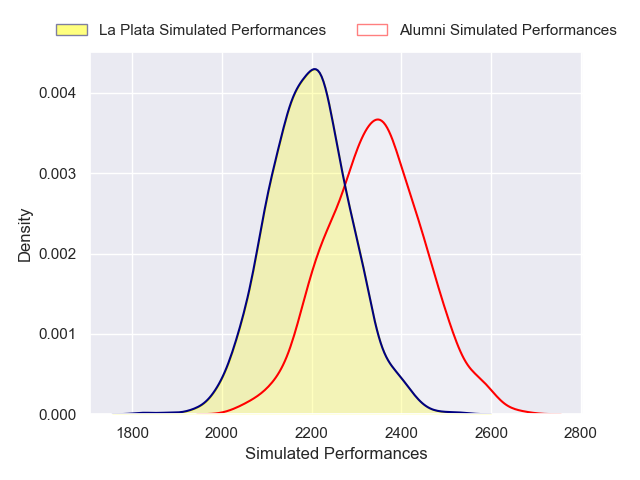 La Plata Simulated Performances
Alumni Simulated Performances
0.004
0.003
0.002
0.001
0.000
Density
1800 2000 2200 2400 2600 2800
Simulated Performances